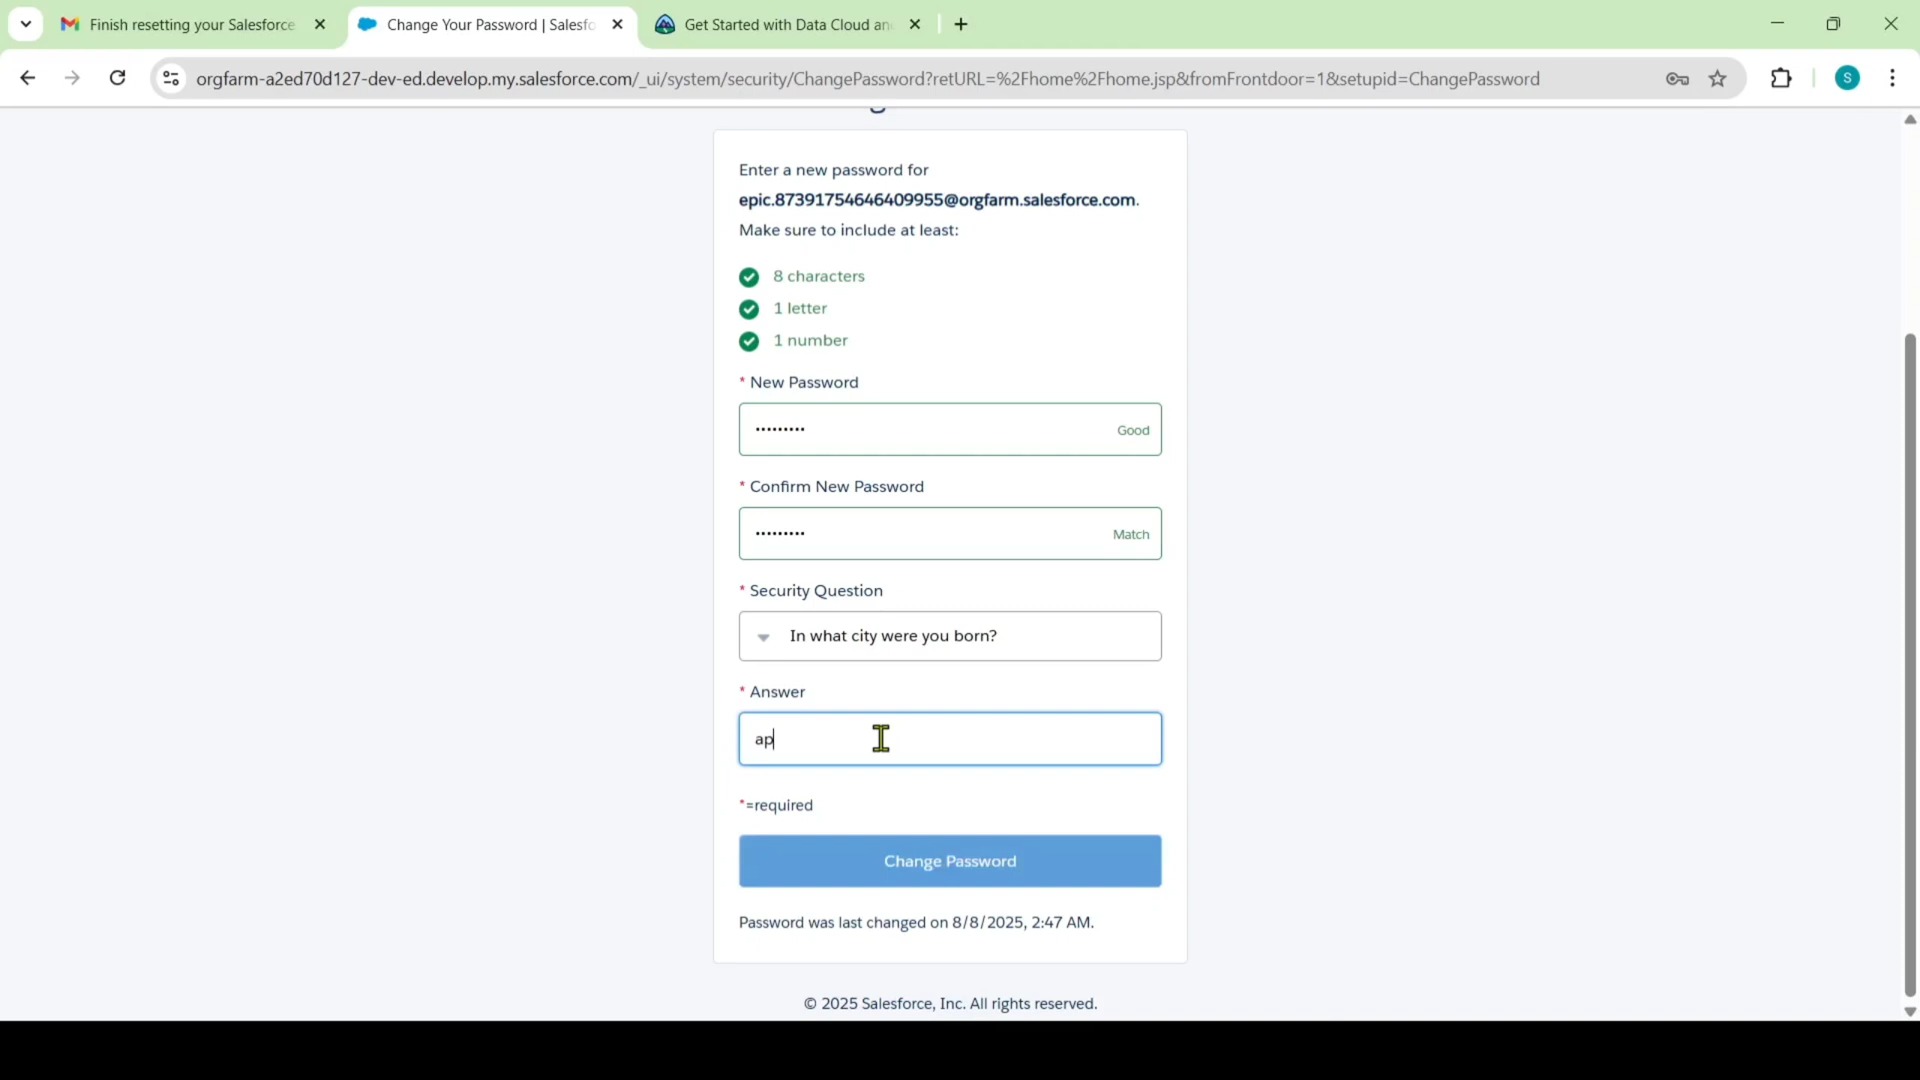 Finish resetting your Salesforce
Change Your Password | Salesfo
Get Started with Data Cloud an
orgfarm-a2ed70d127-dev-ed.develop.my.salesforce.com/_ui/system/security/ChangePassword?retURL=%2Fhome%2Fhome.jsp&fromFrontdoor=1&setupid=ChangePassword
S
Enter a new password for
epic.87391754646409955@orgfarm.salesforce.com.
Make sure to include at least:
8 characters
1 letter
1 number
* New Password
•••••••••
Good
* Confirm New Password
•••••••••
Match
* Security Question
In what city were you born?
* Answer
ap
*=required
Change Password
Password was last changed on 8/8/2025, 2:47 AM.
© 2025 Salesforce, Inc. All rights reserved.